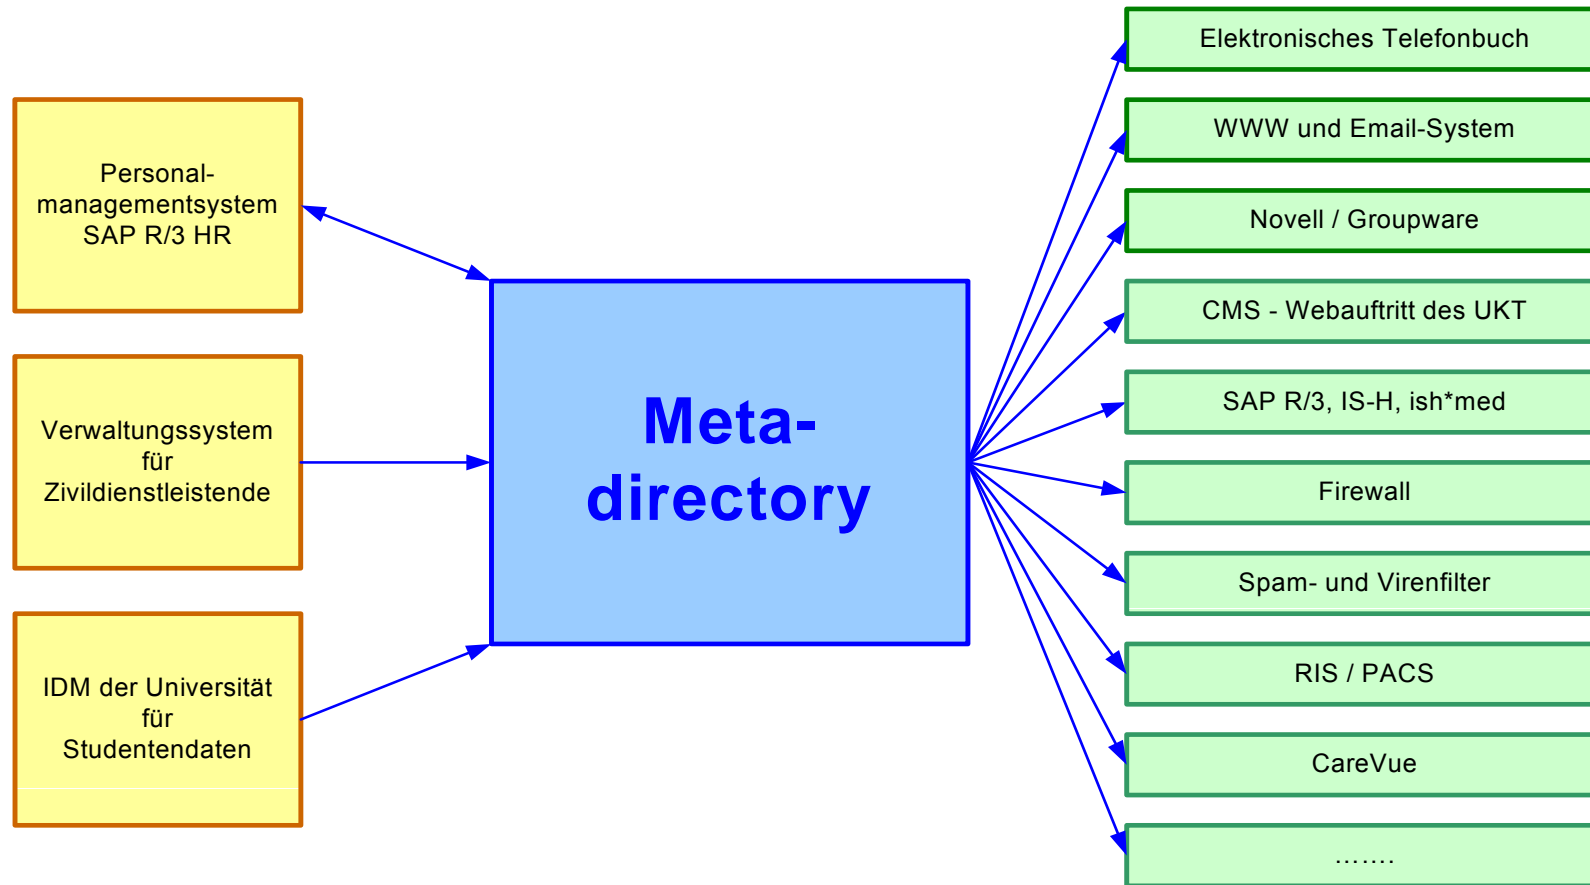 Personal-
managementsystem
SAP R/3 HR
Verwaltungssystem
für
Zivildienstleistende
IDM der Universität
für
Studentendaten
Meta-
directory
Elektronisches Telefonbuch
WWW und Email-System
Novell / Groupware
CMS - Webauftritt des UKT
SAP R/3, IS-H, ish*med
Firewall
Spam- und Virenfilter
RIS / PACS
CareVue
.......